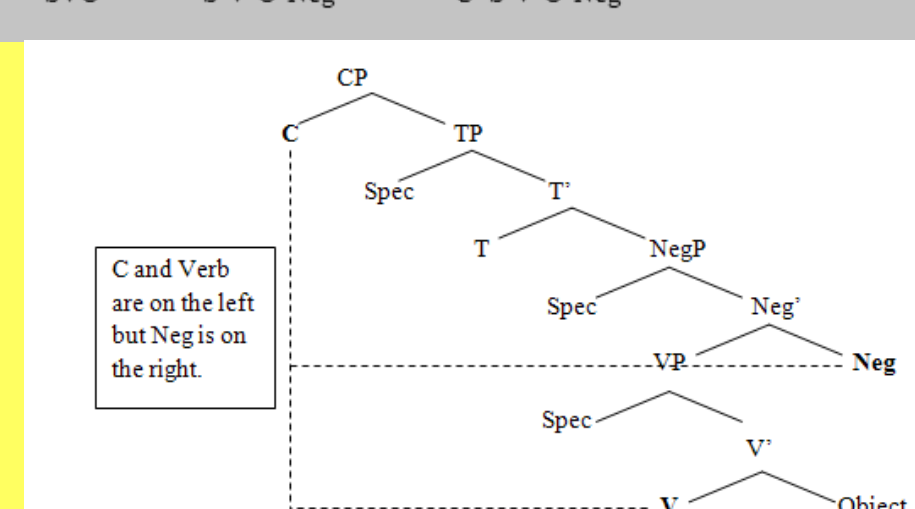 CP
C
TP
Spec
T’
T
NegP
C and Verb
are on the left
but Neg is on
the right.
Spec
Neg’
VP
Neg
Spec
V’
V
Object